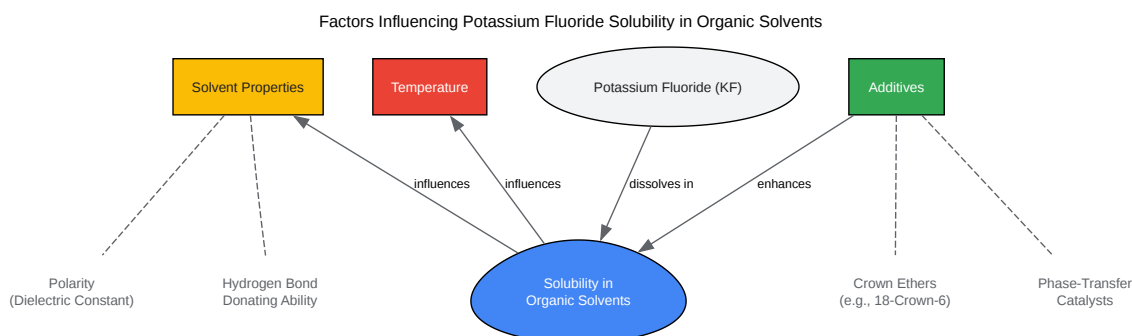 Factors Influencing Potassium Fluoride Solubility in Organic Solvents
Solvent Properties
Temperature
Potassium Fluoride (KF)
Additives
influences
influences
dissolves in
enhances
Polarity
(Dielectric Constant)
Hydrogen Bond
Donating Ability
Solubility in
Organic Solvents
Crown Ethers
(e.g., 18-Crown-6)
Phase-Transfer
Catalysts